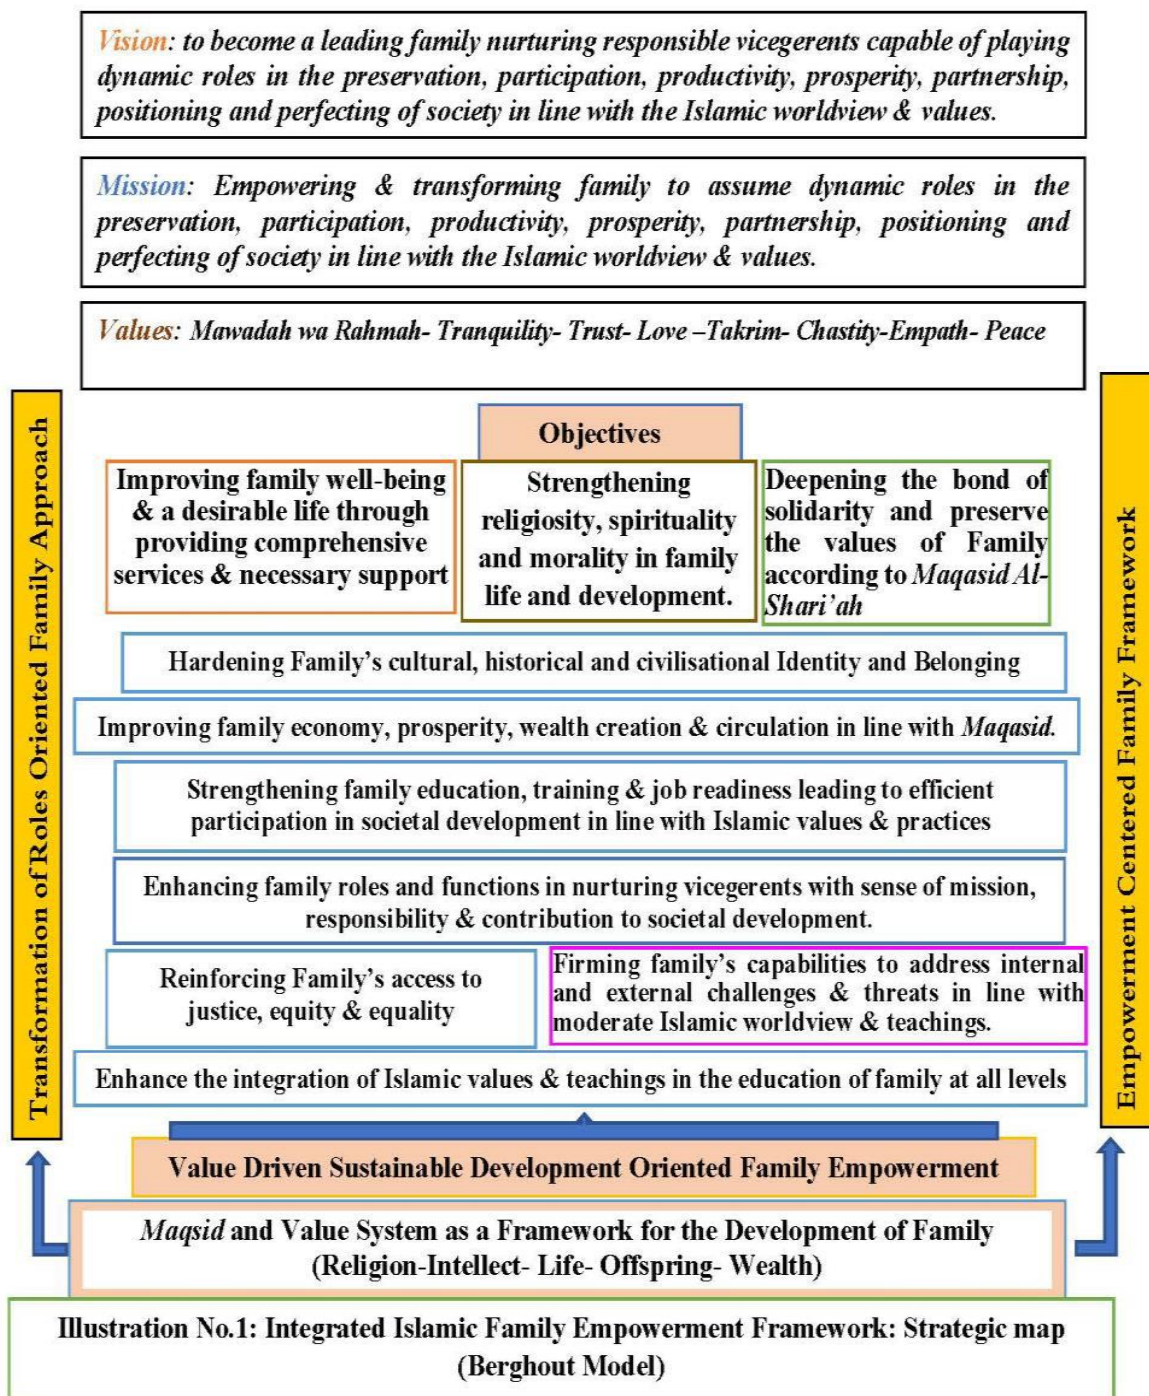 Vision: to become a leading family nurturing responsible vicegerents capable of playing
dynamic roles in the preservation, participation, productivity, prosperity, partnership,
positioning and perfecting of society in line with the Islamic worldview & values.
Mission: Empowering & transforming family to assume dynamic roles in the
preservation, participation, productivity, prosperity, partnership, positioning and
perfecting of society in line with the Islamic worldview & values.
Values: Mawadah wa Rahmah- Tranquility- Trust- Love –Takrim- Chastity-Empath- Peace
Transformation of Roles Oriented Family Approach
Objectives
Improving family well-being
& a desirable life through
providing comprehensive
services & necessary support
Strengthening
religiosity, spirituality
and morality in family
life and development.
Deepening the bond of
solidarity and preserve
the values of Family
according to Maqasid Al-
Shari’ah
Hardening Family’s cultural, historical and civilisational Identity and Belonging
Improving family economy, prosperity, wealth creation & circulation in line with Maqasid.
Strengthening family education, training & job readiness leading to efficient
participation in societal development in line with Islamic values & practices
Enhancing family roles and functions in nurturing vicegerents with sense of mission,
responsibility & contribution to societal development.
Reinforcing Family’s access to
justice, equity & equality
Firming family’s capabilities to address internal
and external challenges & threats in line with
moderate Islamic worldview & teachings.
Enhance the integration of Islamic values & teachings in the education of family at all levels
Empowerment Centered Family Framework
Value Driven Sustainable Development Oriented Family Empowerment
Maqsid and Value System as a Framework for the Development of Family
(Religion-Intellect- Life- Offspring- Wealth)
Illustration No.1: Integrated Islamic Family Empowerment Framework: Strategic map
(Berghout Model)